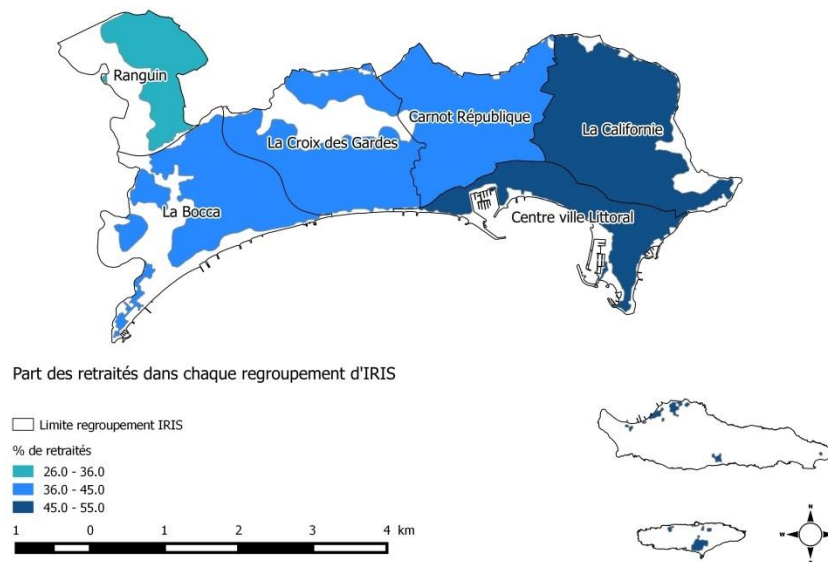 Ranguin
Carnot République
La Croix des Gardes
La Californie
La Bocca
Centre ville Littoral
Part des retraités dans chaque regroupement d'IRIS
Limite regroupement IRIS
% de retraités
26.0 - 36.0
36.0 - 45.0
45.0 - 55.0
1 0 1 2 3 4 km
N
W